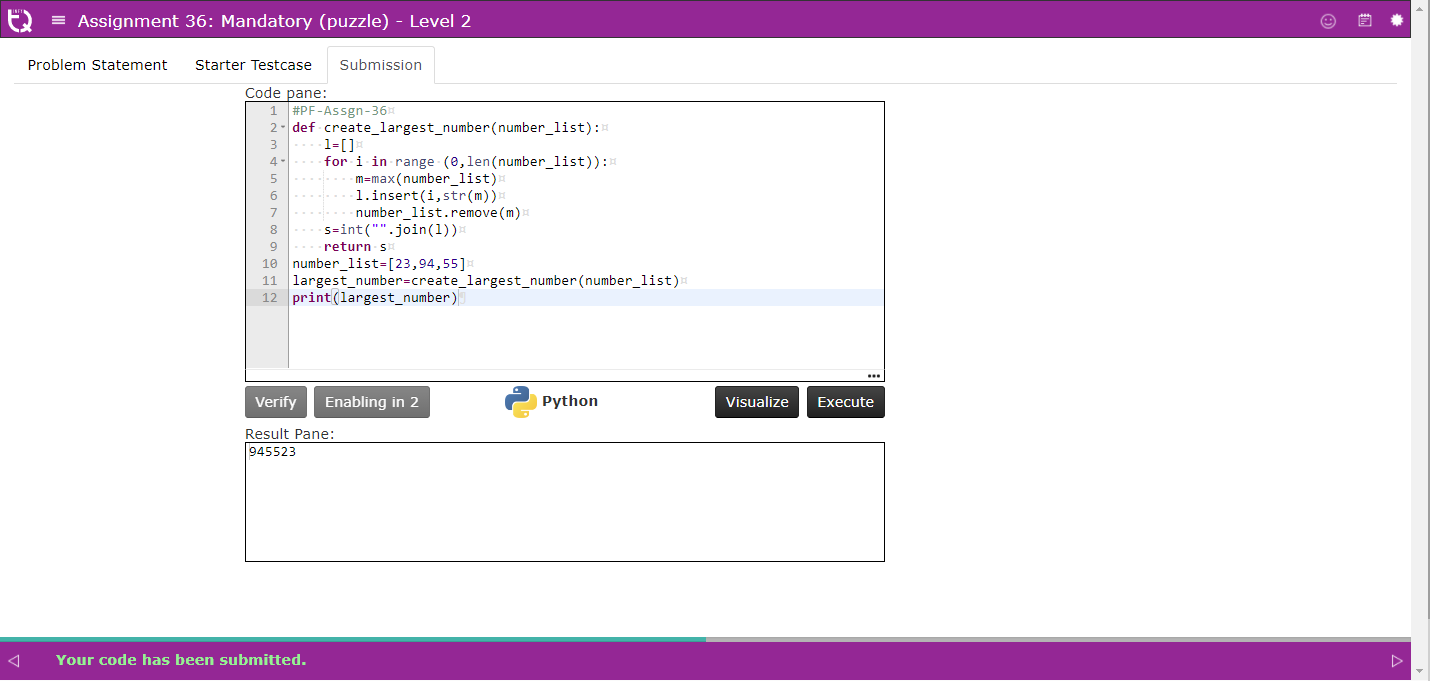 Assignment 36: Mandatory (puzzle) - Level 2
Problem Statement Starter Testcase Submission
Code pane:
1 #PF-Assgn-36
2 def create_largest_number(number_list):
3 l=[]
4 for i in range (0,len(number_list)):
5 m=max(number_list)
6 l.insert(i,str(m))
7 number_list.remove(m)
8 s=int("".join(l))
9 return s
10 number_list=[23,94,55]
11 largest_number=create_largest_number(number_list)
12 print(largest_number)
Verify Enabling in 2 Python Visualize Execute
Result Pane:
945523
Your code has been submitted.